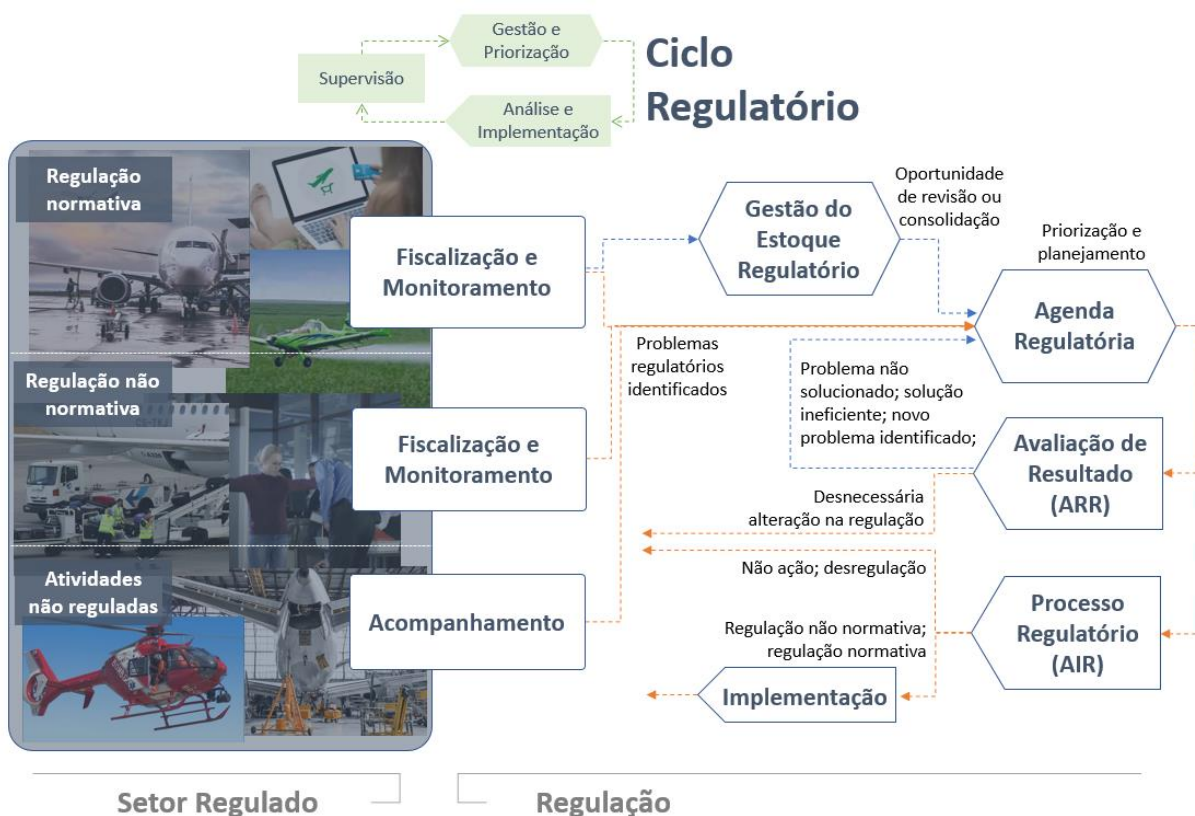 Gestão e
Priorização
Supervisão
Análise e
Implementação
Ciclo
Regulatório
Regulação
normativa
Fiscalização e
Monitoramento
Regulação não
normativa
Fiscalização e
Monitoramento
Atividades
não reguladas
Acompanhamento
Gestão do
Estoque
Regulatório
Oportunidade
de revisão ou
consolidação
Priorização e
planejamento
Agenda
Regulatória
Problemas
regulatórios
identificados
Problema não
solucionado; solução
ineficiente; novo
problema identificado;
Avaliação de
Resultado
(ARR)
Desnecessária
alteração na regulação
Não ação; desregulação
Processo
Regulatório
(AIR)
Regulação não normativa;
regulação normativa
Implementação
Setor Regulado
Regulação